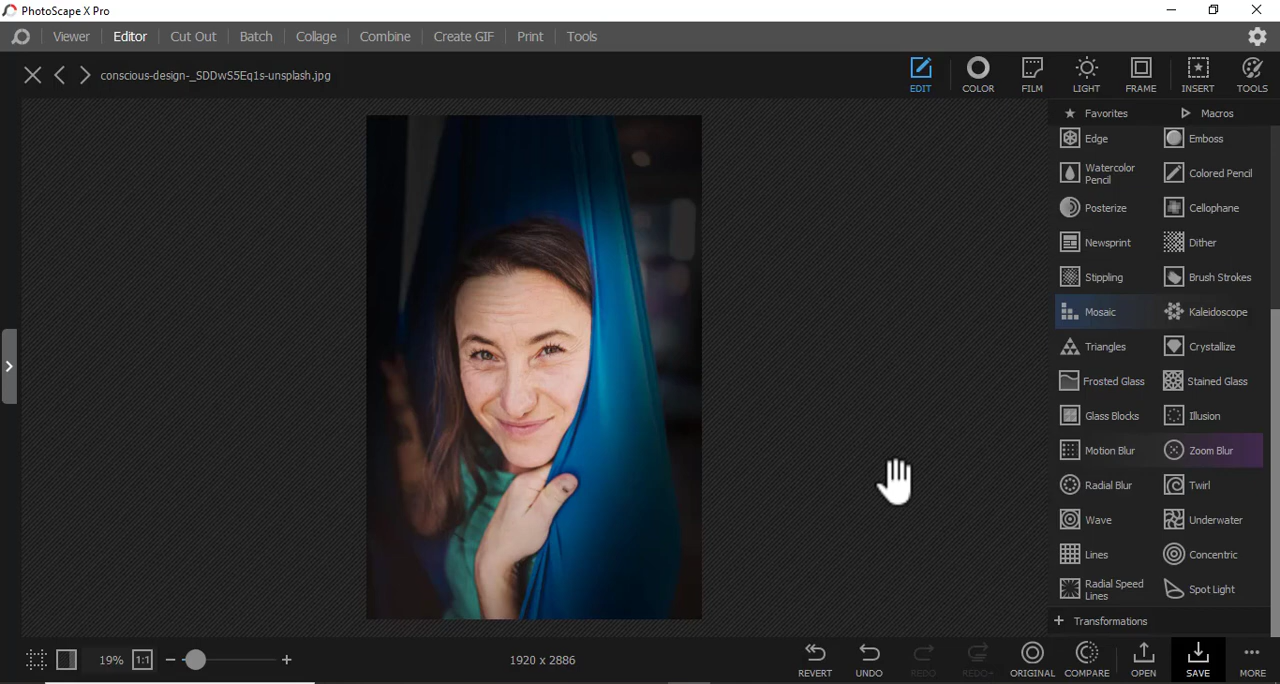 PhotoScape X Pro
Viewer Editor Cut Out Batch Collage Combine Create GIF Print Tools
conscious-design-_SDDwS5Eq1s-unsplash.jpg
EDIT COLOR FILM LIGHT FRAME INSERT TOOLS
Favorites Macros
Edge Emboss
Watercolor
Pencil
Colored Pencil
Posterize Cellophane
Newsprint Dither
Stippling Brush Strokes
Mosaic Kaleidoscope
Triangles Crystallize
Frosted Glass Stained Glass
Glass Blocks Illusion
Motion Blur Zoom Blur
Radial Blur Twirl
Wave Underwater
Lines Concentric
Radial Speed
Lines
Spot Light
+ Transformations
19% 1:1 1920 x 2886
REVERT UNDO REDO REDO+ ORIGINAL COMPARE OPEN SAVE MORE